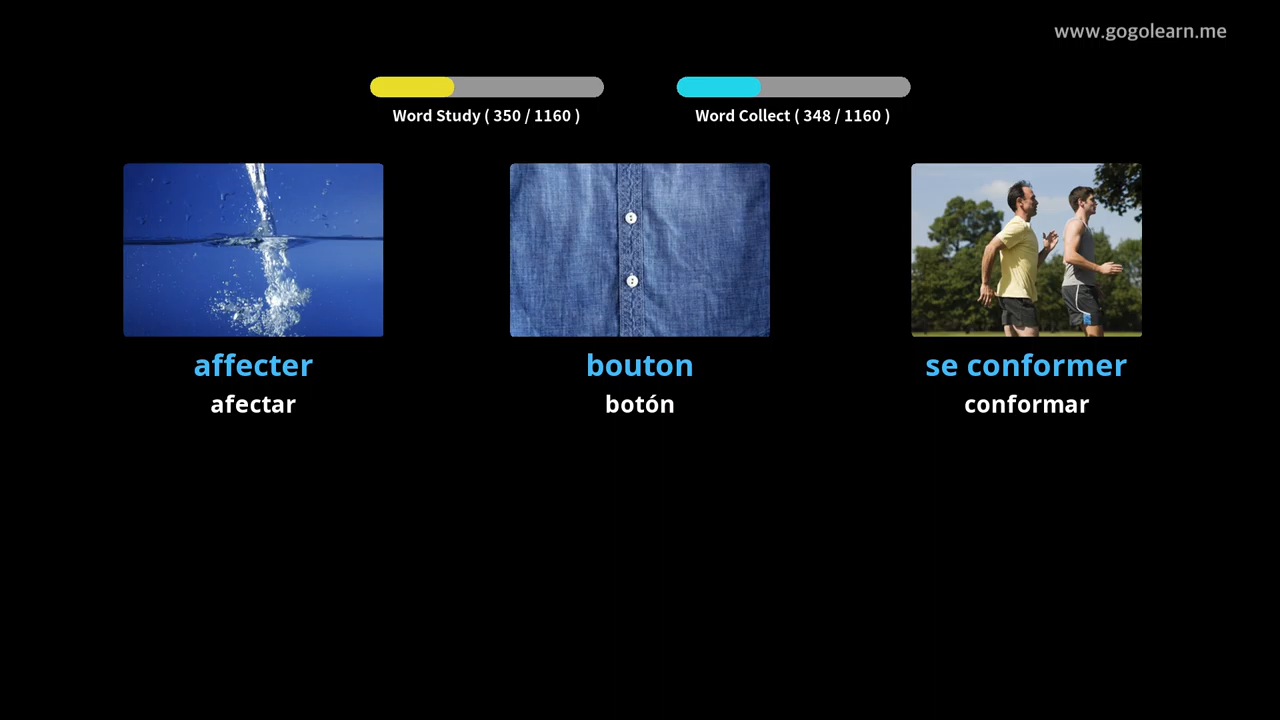 www.gogolearn.me
Word Study ( 350 / 1160 )
Word Collect ( 348 / 1160 )
affecter
afectar
bouton
botón
se conformer
conformar